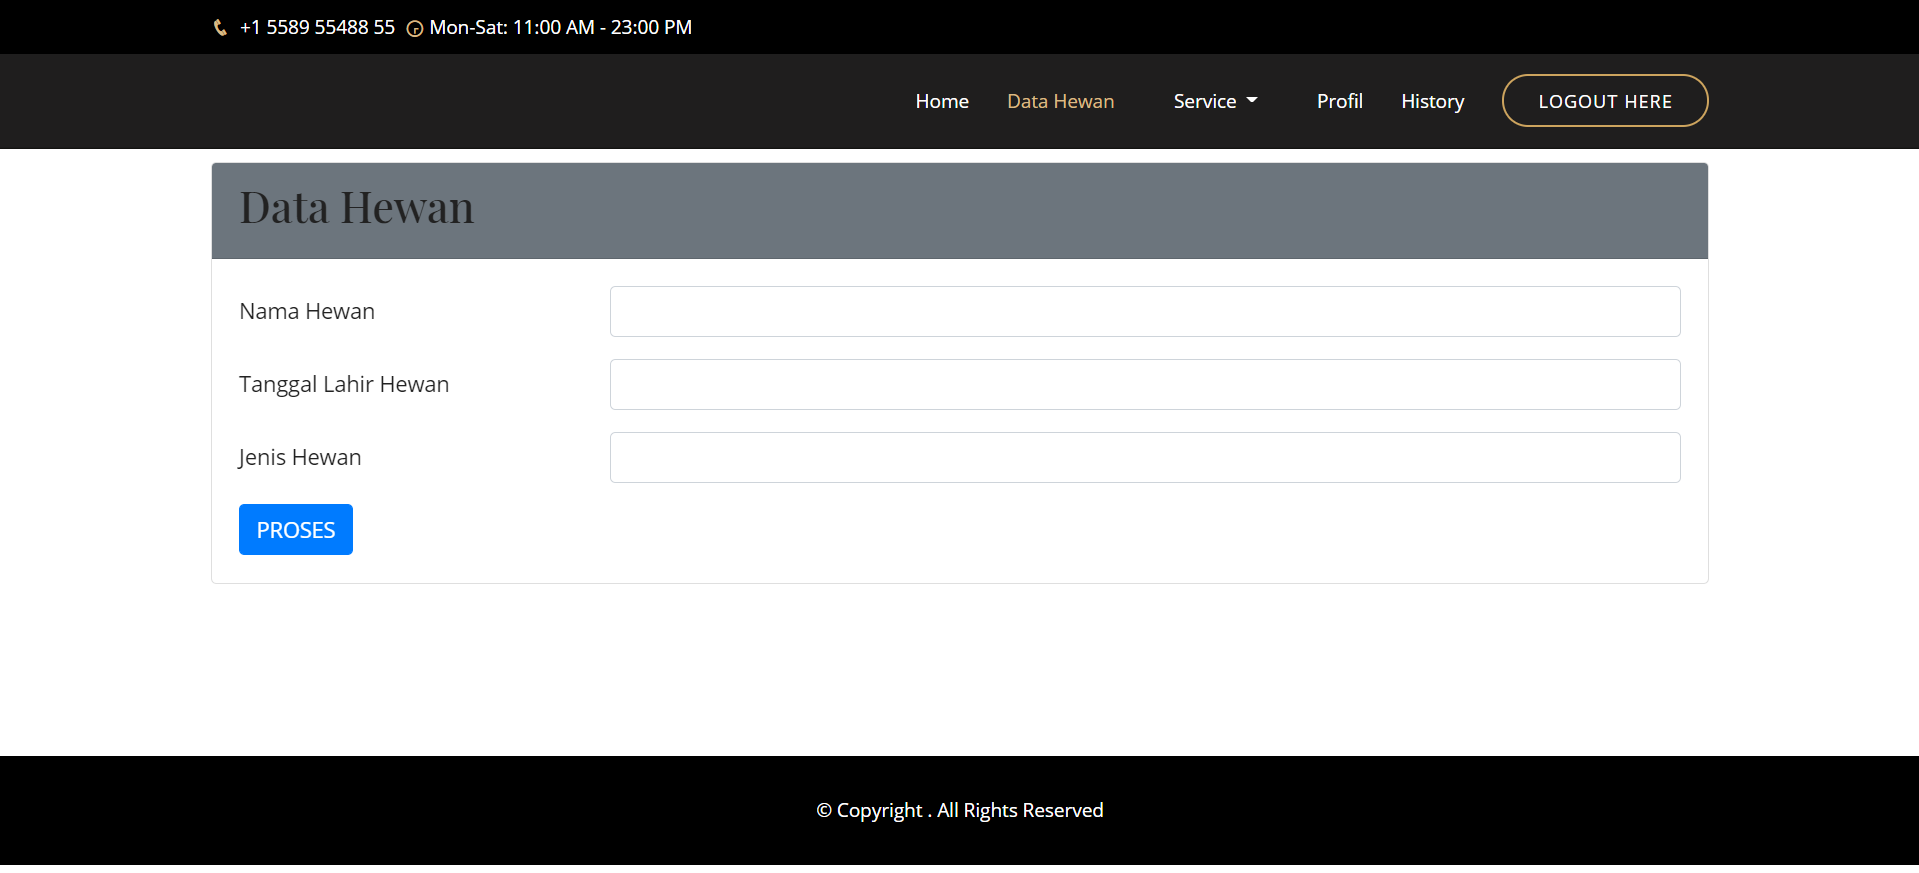 +1 5589 55488 55 Mon-Sat: 11:00 AM - 23:00 PM
Home Data Hewan Service Profil History LOGOUT HERE
Data Hewan
Nama Hewan
Tanggal Lahir Hewan
Jenis Hewan
PROSES
© Copyright . All Rights Reserved